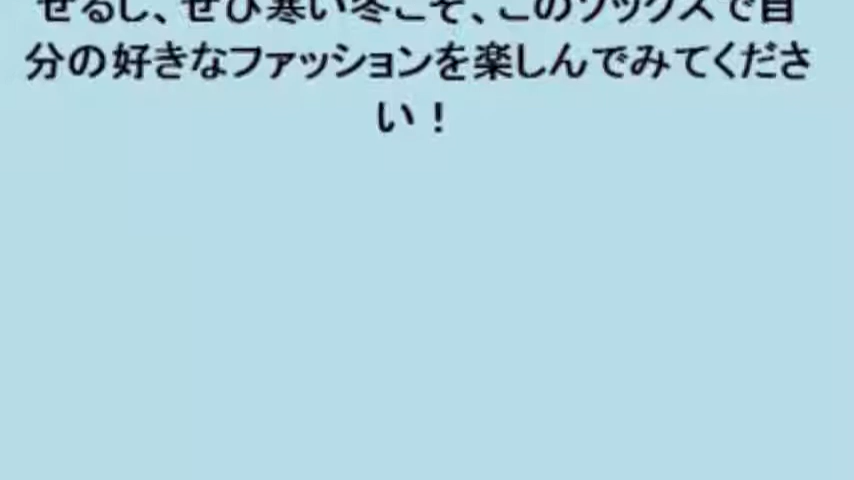 せるし、ぜひ寒い冬こそ、このソックスで自
分の好きなファッションを楽しんでみてくださ
い！